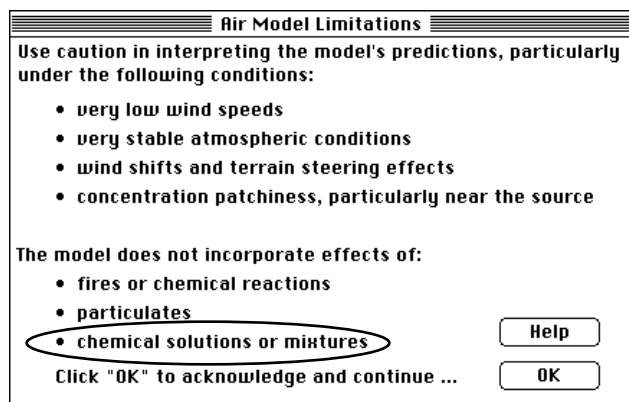 Air Model Limitations
Use caution in interpreting the model's predictions, particularly
under the following conditions:
• very low wind speeds
• very stable atmospheric conditions
• wind shifts and terrain steering effects
• concentration patchiness, particularly near the source
The model does not incorporate effects of:
• fires or chemical reactions
• particulates
• chemical solutions or mixtures
Help
Click "OK" to acknowledge and continue ...
OK